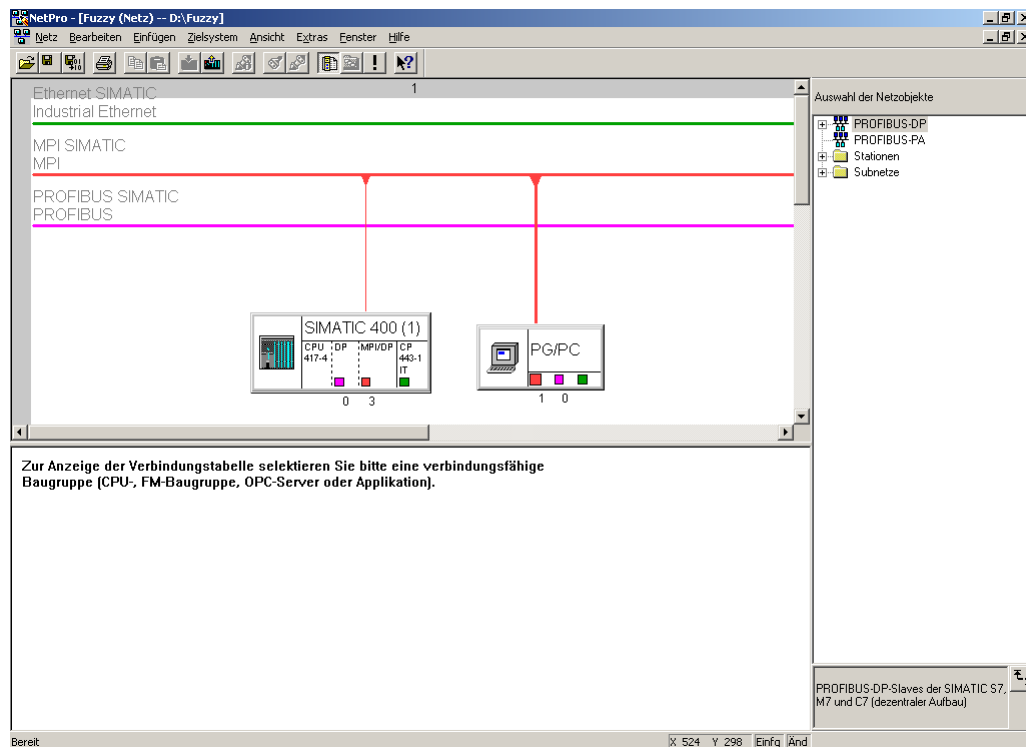 NetPro - [Fuzzy (Netz) -- D:\Fuzzy]
Netz Bearbeiten Einfügen Zielsystem Ansicht Extras Fenster Hilfe
1
Ethernet SIMATIC
Industrial Ethernet
MPI SIMATIC
MPI
PROFIBUS SIMATIC
PROFIBUS
SIMATIC 400 (1)
CPU DP MPI/DP CP
417-4 443-1
IT
0 3
PG/PC
1 0
Auswahl der Netzobjekte
PROFIBUS-DP
PROFIBUS-PA
Stationen
Subnetze
Zur Anzeige der Verbindungstabelle selektieren Sie bitte eine verbindungsfähige
Baugruppe (CPU-, FM-Baugruppe, OPC-Server oder Applikation).
PROFIBUS-DP-Slaves der SIMATIC S7,
M7 und C7 (dezentraler Aufbau)
Bereit
X 524 Y 298 Einfg Änd